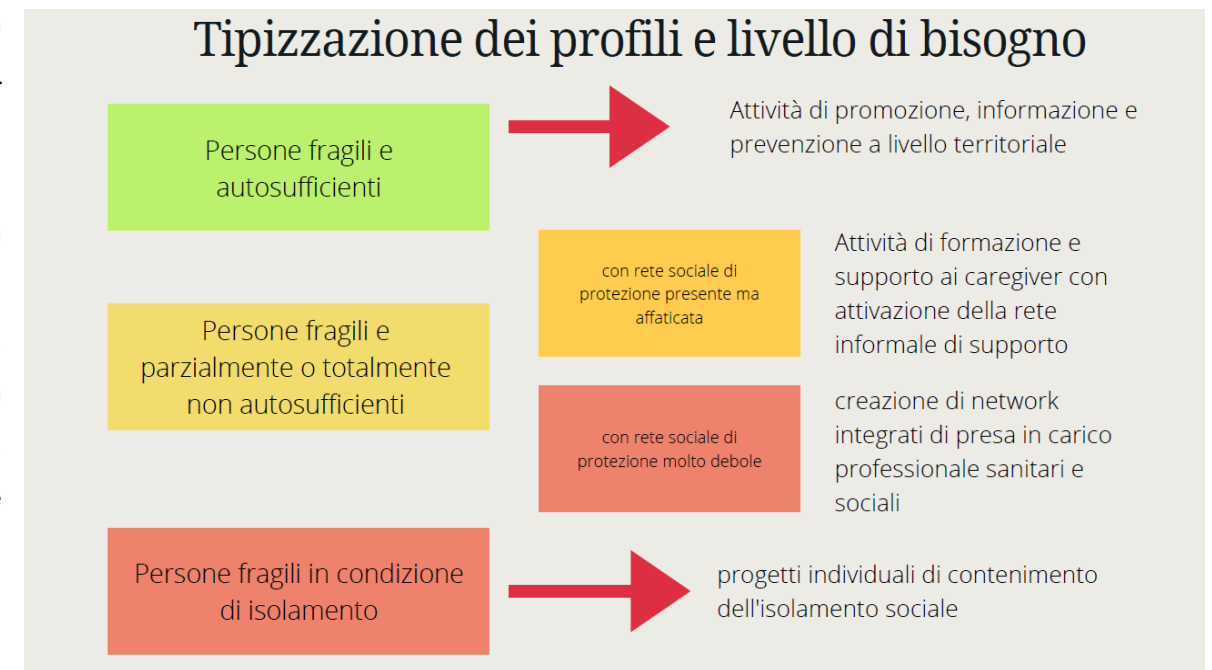 Tipizzazione dei profili e livello di bisogno
Persone fragili e
autosufficienti
Attività di promozione, informazione e
prevenzione a livello territoriale
Persone fragili e
parzialmente o totalmente
non autosufficienti
con rete sociale di
protezione presente ma
affaticata
Attività di formazione e
supporto ai caregiver con
attivazione della rete
informale di supporto
con rete sociale di
protezione molto debole
creazione di network
integrati di presa in carico
professionale sanitari e
sociali
Persone fragili in condizione
di isolamento
progetti individuali di contenimento
dell'isolamento sociale